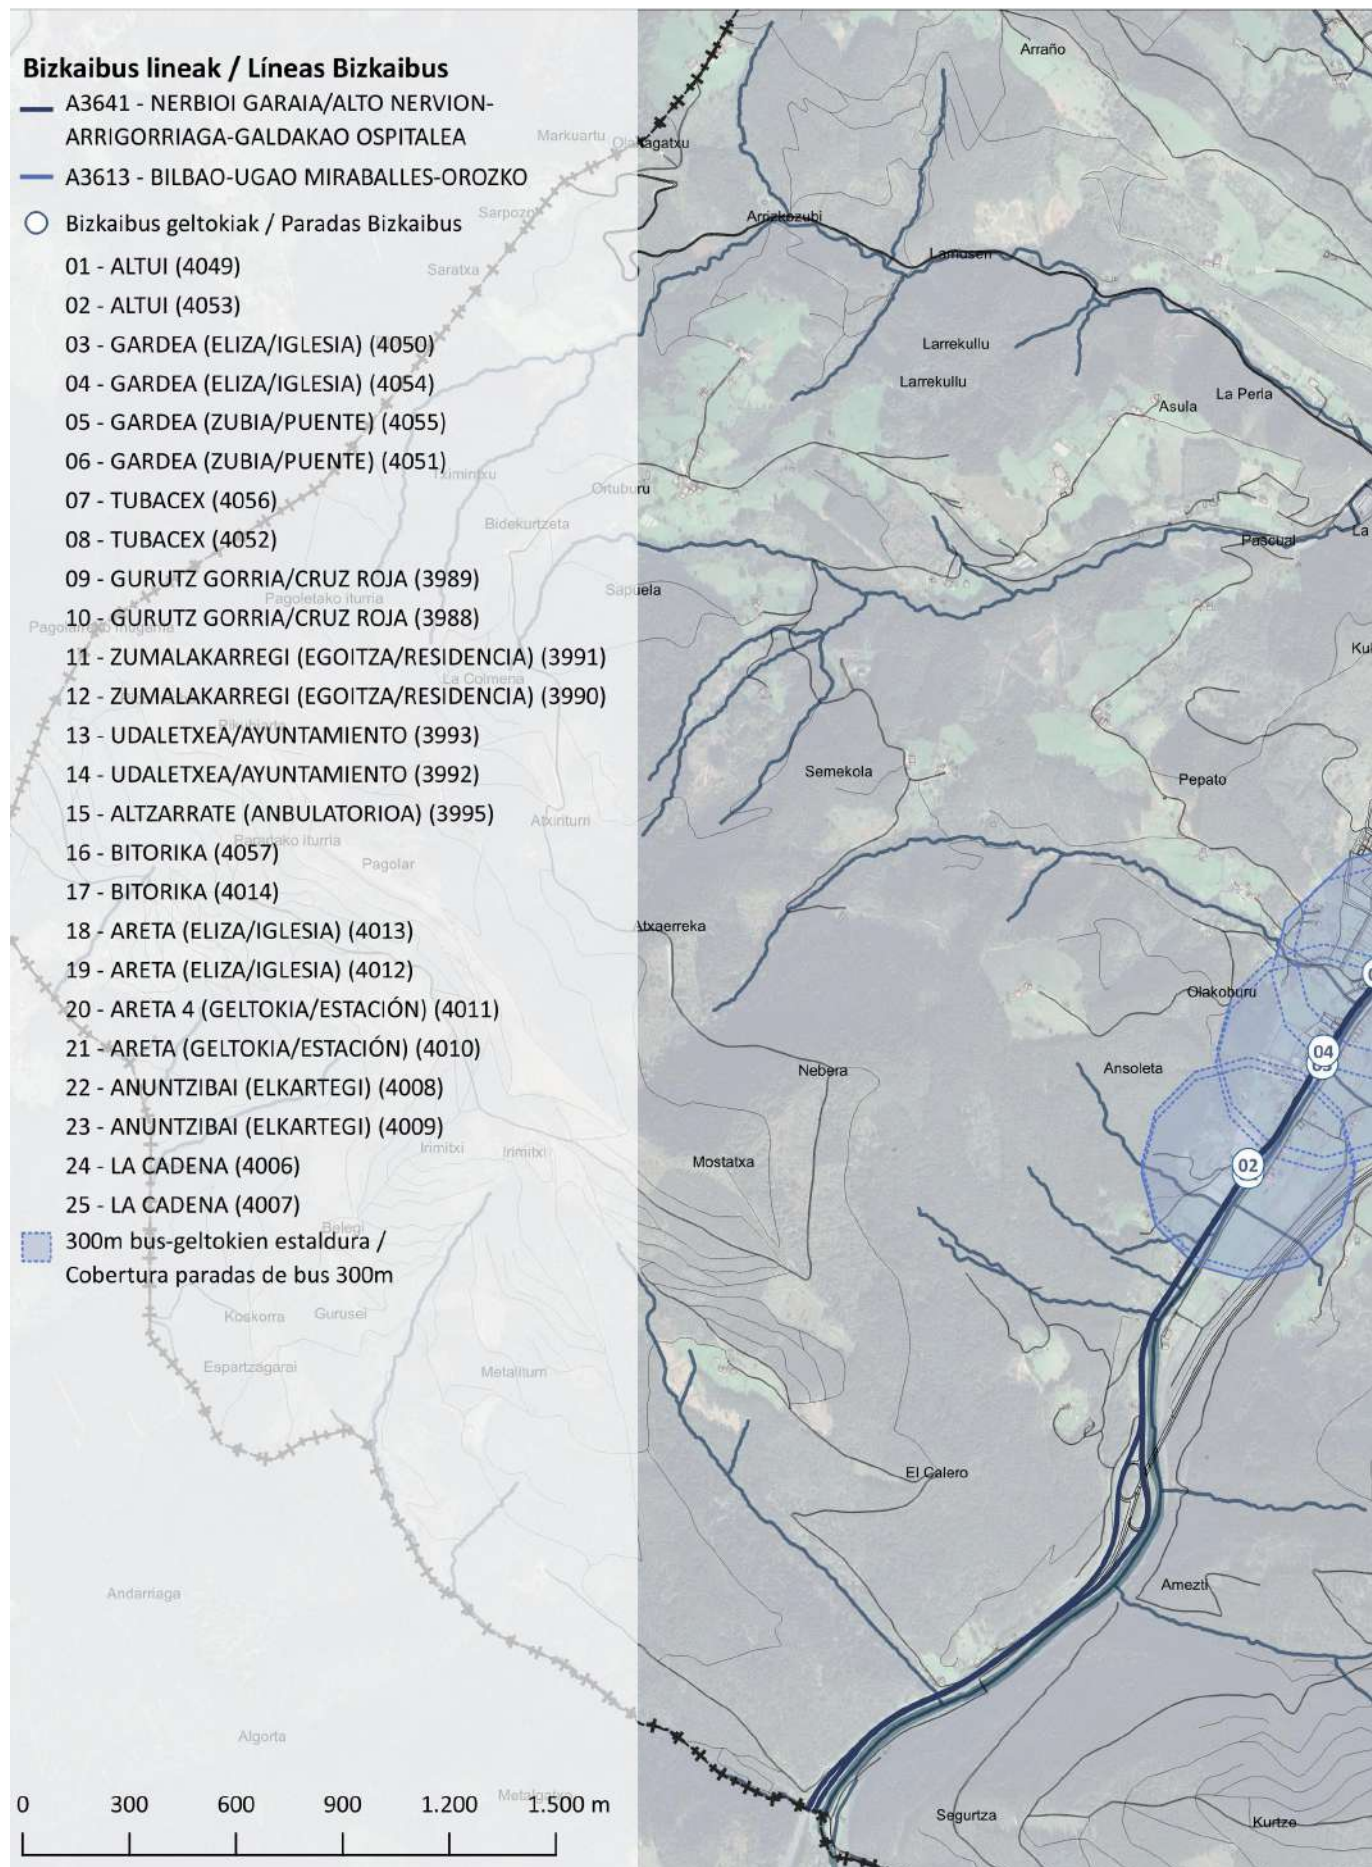 Bizkaibus lineak / Líneas Bizkaibus
A3641 - NERBIOI GARAIA/ALTO NERVION-
ARRIGORRIAGA-GALDAKAO OSPITALEA
A3613 - BILBAO-UGAO MIRABALLES-OROZKO
Bizkaibus geltokiak / Paradas Bizkaibus
01 - ALTUI (4049)
02 - ALTUI (4053)
03 - GARDEA (ELIZA/IGLESIA) (4050)
04 - GARDEA (ELIZA/IGLESIA) (4054)
05 - GARDEA (ZUBIA/PUENTE) (4055)
06 - GARDEA (ZUBIA/PUENTE) (4051)
07 - TUBACEX (4056)
08 - TUBACEX (4052)
09 - GURUTZ GORRIA/CRUZ ROJA (3989)
10 - GURUTZ GORRIA/CRUZ ROJA (3988)
11 - ZUMALAKARREGI (EGOITZA/RESIDENCIA) (3991)
12 - ZUMALAKARREGI (EGOITZA/RESIDENCIA) (3990)
13 - UDALETXEA/AYUNTAMIENTO (3993)
14 - UDALETXEA/AYUNTAMIENTO (3992)
15 - ALTZARRATE (ANBULATORIOA) (3995)
16 - BITORIKA (4057)
17 - BITORIKA (4014)
18 - ARETA (ELIZA/IGLESIA) (4013)
19 - ARETA (ELIZA/IGLESIA) (4012)
20 - ARETA 4 (GELTOKIA/ESTACIÓN) (4011)
21 - ARETA (GELTOKIA/ESTACIÓN) (4010)
22 - ANUNTZIBAI (ELKARTEGI) (4008)
23 - ANUNTZIBAI (ELKARTEGI) (4009)
24 - LA CADENA (4006)
25 - LA CADENA (4007)
300m bus-geltokien estaldura /
Cobertura paradas de bus 300m
0 300 600 900 1.200 1.500 m
Arraño
Markuartu
Sarpozo
Arrizkozubi
Saratxa
Lamusen
Larrekullu
Larrekullu
La Perla
Asula
Tximintxu
Ortuburu
Bidekurtzeta
Pascual
La
Sapuela
Pagoletako iturria
La Colmena
Semekola
Pepato
Atxiriturri
Pagolar
Atxaerreka
Olakoburu
04
Nebera
Ansoleta
Irimitxi
Irimitxi
Mostatxa
02
Belegi
Koskorra
Gurusei
Espartzagarai
Metalitum
El Calero
Andarriaga
Amezti
Algorta
Segurtza
Kurtze